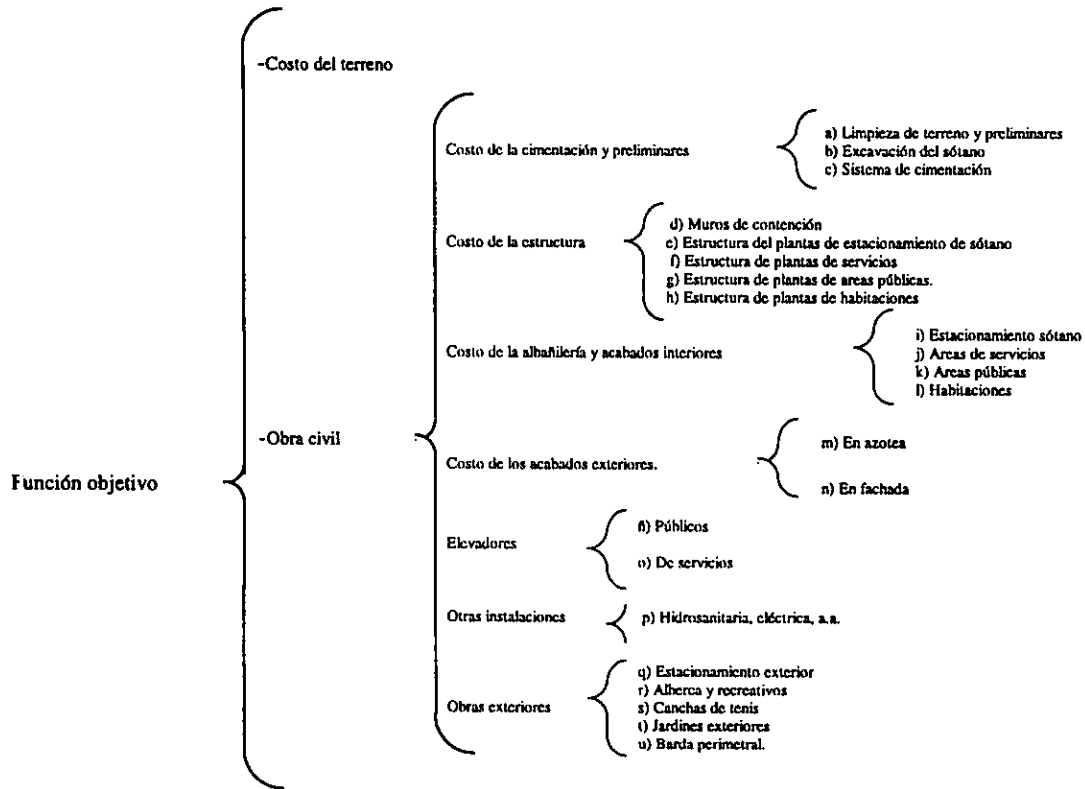 Función objetivo
-Costo del terreno
-Obra civil
Costo de la cimentación y preliminares
a) Limpieza de terreno y preliminares
b) Excavación del sótano
c) Sistema de cimentación
Costo de la estructura
d) Muros de contención
e) Estructura del plantas de estacionamiento de sótano
f) Estructura de plantas de servicios
g) Estructura de plantas de areas públicas.
h) Estructura de plantas de habitaciones
Costo de la albañilería y acabados interiores
i) Estacionamiento sótano
j) Areas de servicios
k) Areas públicas
l) Habitaciones
Costo de los acabados exteriores.
m) En azotea
n) En fachada
Elevadores
ñ) Públicos
o) De servicios
Otras instalaciones
p) Hidrosanitaria, eléctrica, a.a.
Obras exteriores
q) Estacionamiento exterior
r) Alberca y recreativos
s) Canchas de tenis
t) Jardines exteriores
u) Barda perimetral.